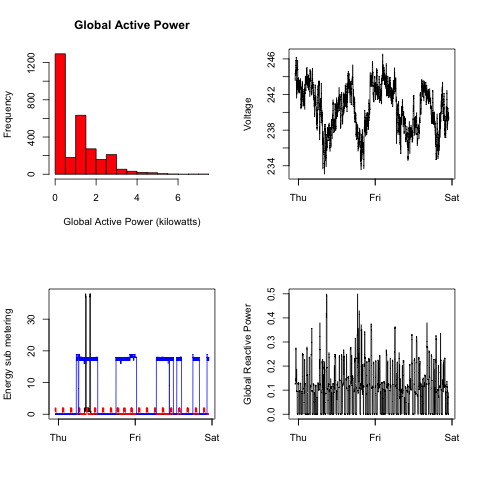 Global Active Power
Frequency
0 400 800 1200
0 2 4 6
Global Active Power (kilowatts)
Voltage
234 238 242 246
Thu Fri Sat
Energy sub metering
0 10 20 30
Thu Fri Sat
Global Reactive Power
0.0 0.1 0.2 0.3 0.4 0.5
Thu Fri Sat